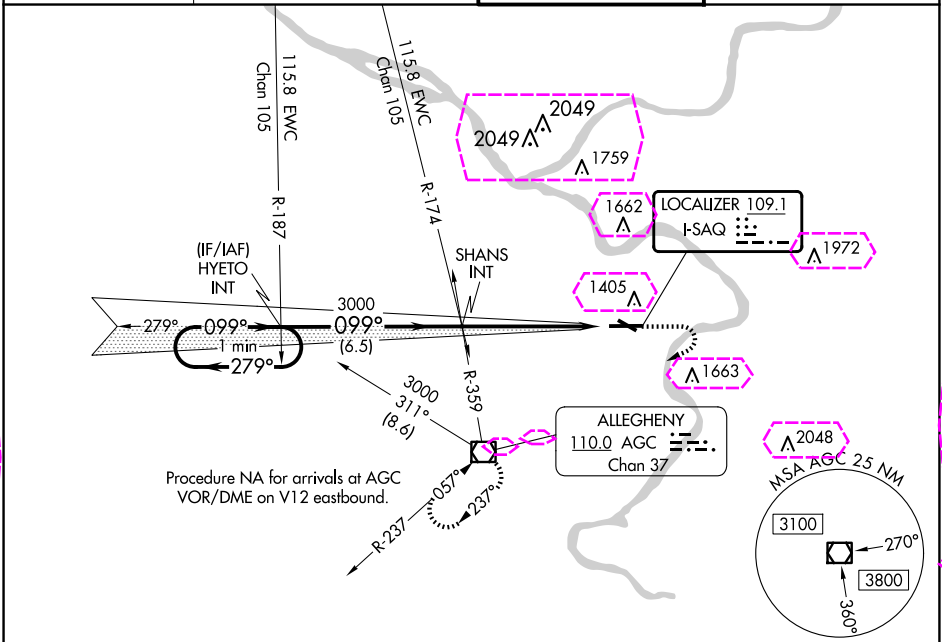 115.8 EWC
Chan 105
R-187
115.8 EWC
Chan 105
R-174
2049
2049
1759
1662
LOCALIZER 109.1
I-SAQ
1972
(IF/IAF)
HYETO
INT
SHANS
INT
1405
3000
279°
099°
099°
1 min
(6.5)
279°
1663
3000
311°
(8.6)
R-359
ALLEGHENY
110.0 AGC
Chan 37
2048
Procedure NA for arrivals at AGC
VOR/DME on V12 eastbound.
057°
237°
R-237
MSA AGC 25 NM
3100
270°
3800
360°